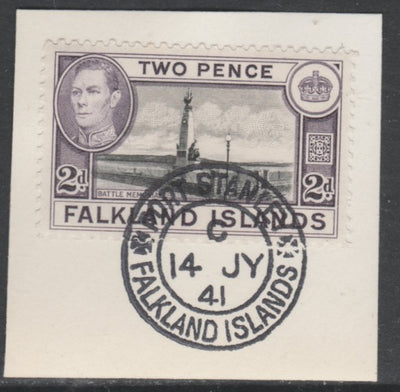 TWO PENCE
2d 2d
BATTLE MEM
FALKLAND ISLANDS
PORT STANLEY
C
14 JY
41
FALKLAND ISLANDS